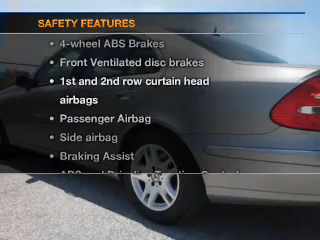 SAFETY FEATURES
• 4-wheel ABS Brakes
• Front Ventilated disc brakes
• 1st and 2nd row curtain head
airbags
• Passenger Airbag
• Side airbag
• Braking Assist